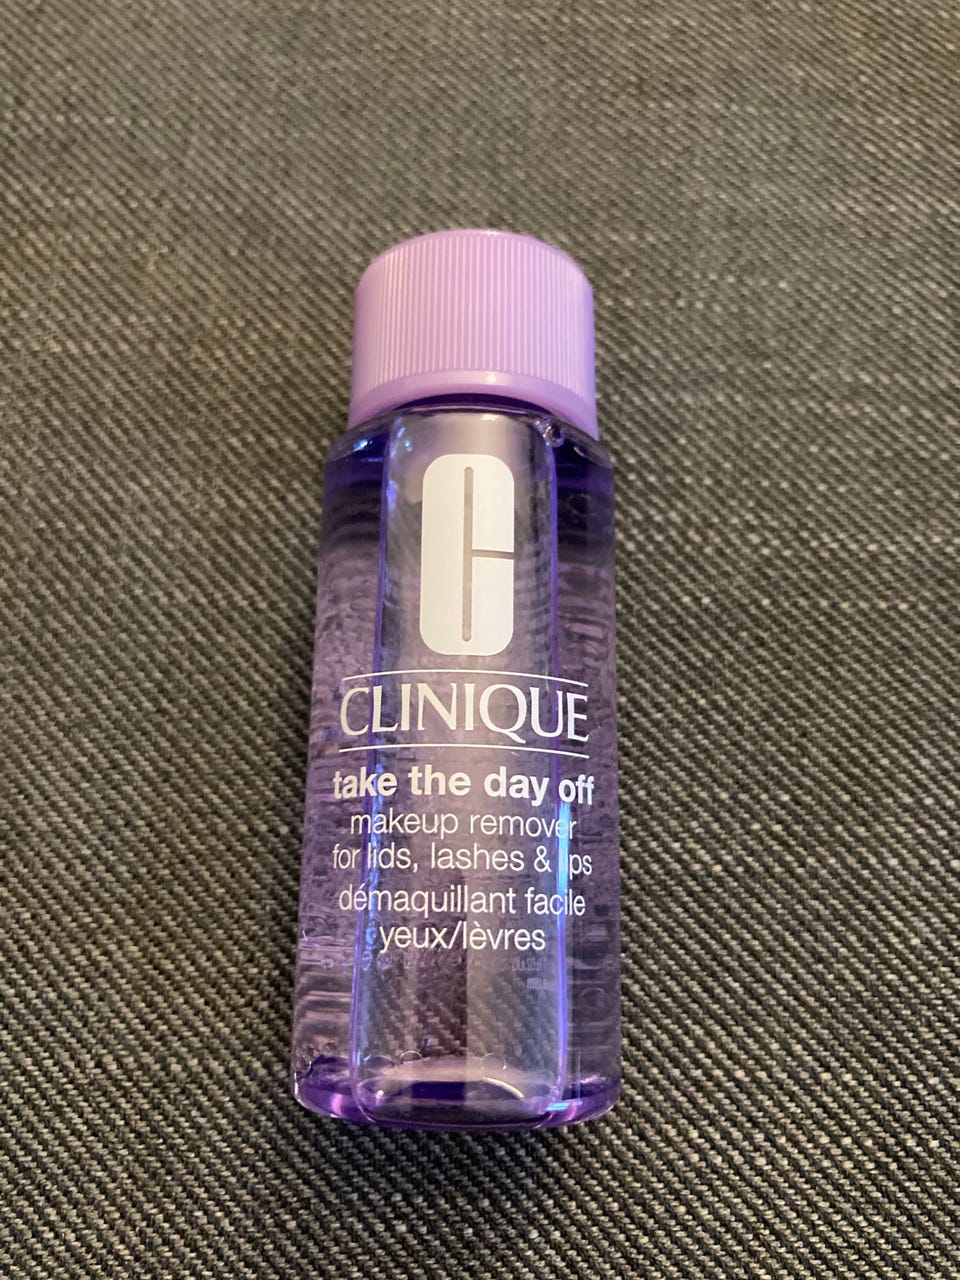 C
CLINIQUE
take the day off
makeup remover
for lids, lashes & lips
démaquillant facile
yeux/lèvres